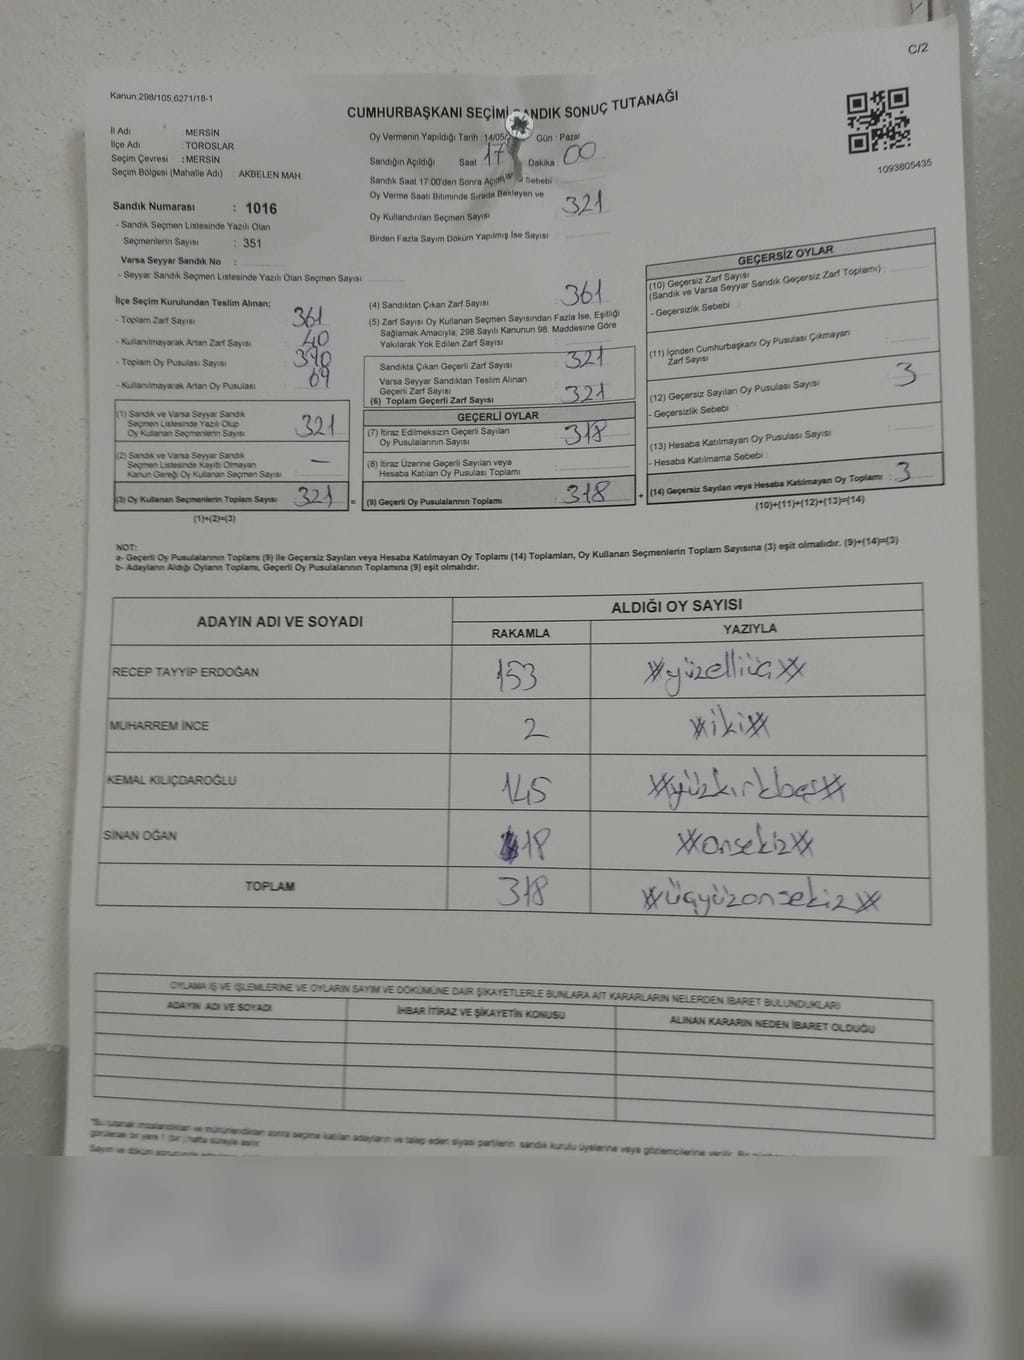 C/2
Kanun:298/105,6271/18-1
CUMHURBAŞKANI SEÇİMİ SANDIK SONUÇ TUTANAĞI
1093805435
İl Adı : MERSİN
İlçe Adı : TOROSLAR
Seçim Çevresi : MERSİN
Seçim Bölgesi (Mahalle Adı) : AKBELEN MAH.
Sandık Numarası : 1016
- Sandık Seçmen Listesinde Yazılı Olan
Seçmenlerin Sayısı : 351
Varsa Seyyar Sandık No :
- Seyyar Sandık Seçmen Listesinde Yazılı Olan Seçmen Sayısı
Oy Vermenin Yapıldığı Tarih :14/05/ Gün : Pazar
Sandığın Açıldığı Saat 17 Dakika 00
Sandık Saat 17:00'den Sonra Sebebi
Oy Verme Saati Bitiminde Sırada Bekleyen ve
Oy Kullandırılan Seçmen Sayısı : 321
Birden Fazla Sayım Döküm Yapılmış İse Sayısı
İlçe Seçim Kurulundan Teslim Alınan;
- Toplam Zarf Sayısı : 361
- Kullanılmayarak Artan Zarf Sayısı : 40
- Toplam Oy Pusulası Sayısı : 390
- Kullanılmayarak Artan Oy Pusulası : 69
(1) Sandık ve Varsa Seyyar Sandık
Seçmen Listesinde Yazılı Olup
Oy Kullanan Seçmenlerin Sayısı : 321
(2) Sandık ve Varsa Seyyar Sandık
Seçmen Listesinde Kayıtlı Olmayan
Kanun Gereği Oy Kullanan Seçmen Sayısı : —
(3) Oy Kullanan Seçmenlerin Toplam Sayısı : 321 =
(1)+(2)=(3)
(4) Sandıktan Çıkan Zarf Sayısı : 361
(5) Zarf Sayısı Oy Kullanan Seçmen Sayısından Fazla İse, Eşitliği
Sağlamak Amacıyla, 298 Sayılı Kanunun 98. Maddesine Göre
Yakılarak Yok Edilen Zarf Sayısı :
Sandıkta Çıkan Geçerli Zarf Sayısı : 321
Varsa Seyyar Sandıktan Teslim Alınan
Geçerli Zarf Sayısı
(6) Toplam Geçerli Zarf Sayısı : 321
GEÇERLİ OYLAR
(7) İtiraz Edilmeksizin Geçerli Sayılan
Oy Pusulalarının Sayısı : 318
(8) İtiraz Üzerine Geçerli Sayılan veya
Hesaba Katılan Oy Pusulası Toplamı :
(9) Geçerli Oy Pusulalarının Toplamı : 318 +
GEÇERSİZ OYLAR
(10) Geçersiz Zarf Sayısı
(Sandık ve Varsa Seyyar Sandık Geçersiz Zarf Toplamı) :
- Geçersizlik Sebebi :
(11) İçinden Cumhurbaşkanı Oy Pusulası Çıkmayan
Zarf Sayısı
(12) Geçersiz Sayılan Oy Pusulası Sayısı : 3
- Geçersizlik Sebebi :
(13) Hesaba Katılmayan Oy Pusulası Sayısı :
- Hesaba Katılmama Sebebi :
(14) Geçersiz Sayılan veya Hesaba Katılmayan Oy Toplamı : 3
(10)+(11)+(12)+(13)=(14)
NOT:
a- Geçerli Oy Pusulalarının Toplamı (9) ile Geçersiz Sayılan veya Hesaba Katılmayan Oy Toplamı (14) Toplamları, Oy Kullanan Seçmenlerin Toplam Sayısına (3) eşit olmalıdır. (9)+(14)=(3)
b- Adayların Aldığı Oyların Toplamı, Geçerli Oy Pusulalarının Toplamına (9) eşit olmalıdır.
ADAYIN ADI VE SOYADI
ALDIĞI OY SAYISI
RAKAMLA YAZIYLA
RECEP TAYYİP ERDOĞAN 153 #yüzelliüç#
MUHARREM İNCE 2 #iki#
KEMAL KILIÇDAROĞLU 145 #yüzkırkbeş#
SİNAN OĞAN 18 #onsekiz#
TOPLAM 318 #üçyüzonsekiz#
OYLAMA İŞ VE İŞLEMLERİNE VE OYLARIN SAYIM VE DÖKÜMÜNE DAİR ŞİKAYETLERLE BUNLARA AİT KARARLARIN NELERDEN İBARET BULUNDUKLARI
ADAYIN ADI VE SOYADI İHBAR İTİRAZ VE ŞİKAYETİN KONUSU ALINAN KARARIN NEDEN İBARET OLDUĞU
*Bu tutanak imzalandıktan ve mühürlendikten sonra seçime katılan adayların ve talep eden siyasi partilerin sandık kurulu üyelerine veya gözlemcilerine verilir. Bir
görülecek bir yere 1 (bir) hafta süreyle asılır.